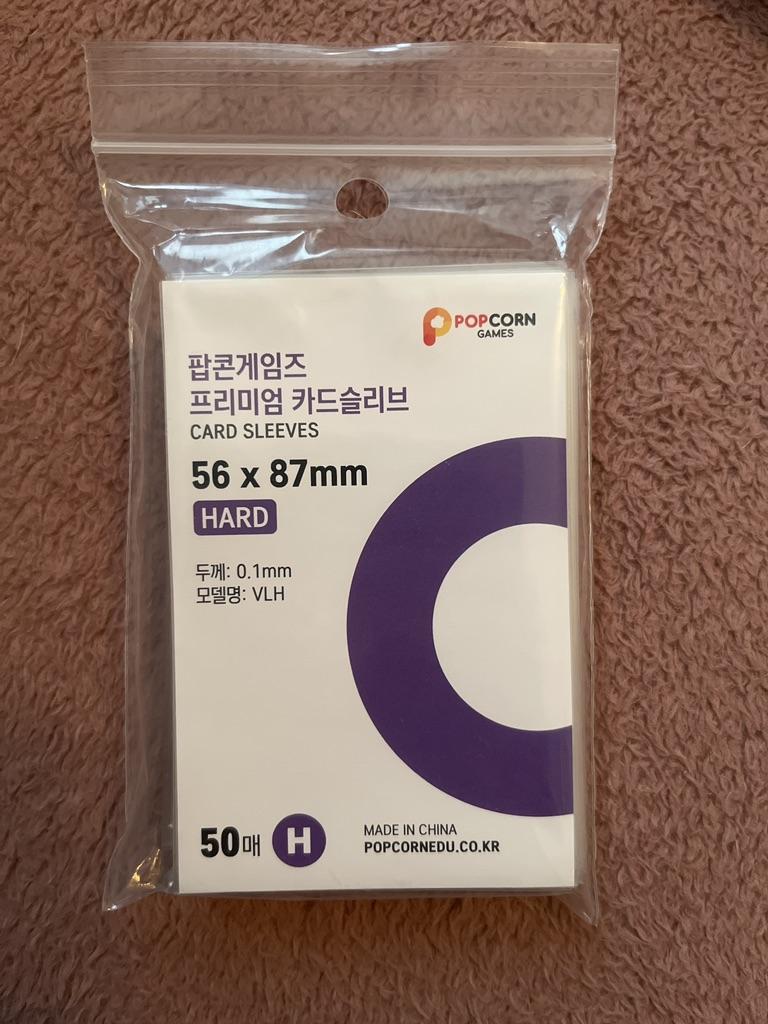 POPCORN
GAMES
팝콘게임즈
프리미엄 카드슬리브
CARD SLEEVES
56 x 87mm
HARD
두께: 0.1mm
모델명: VLH
50매 H
MADE IN CHINA
POPCORNEDU.CO.KR